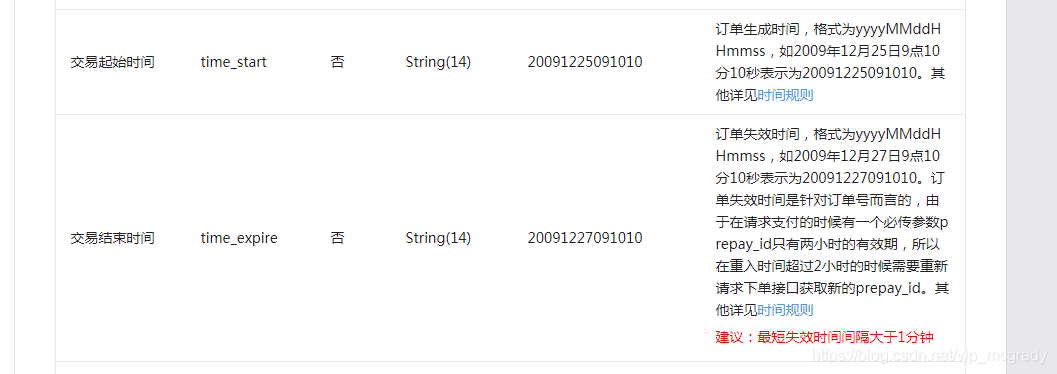 交易起始时间 time_start 否 String(14) 20091225091010
订单生成时间，格式为yyyyMMddH
Hmmss，如2009年12月25日9点10
分10秒表示为20091225091010。其
他详见时间规则
交易结束时间 time_expire 否 String(14) 20091227091010
订单失效时间，格式为yyyyMMddH
Hmmss，如2009年12月27日9点10
分10秒表示为20091227091010。订
单失效时间是针对订单号而言的，由
于在请求支付的时候有一个必传参数p
repay_id只有两小时的有效期，所以
在重入时间超过2小时的时候需要重新
请求下单接口获取新的prepay_id。其
他详见时间规则
建议：最短失效时间间隔大于1分钟
https://blog.csdn.net/vip_mcgrady